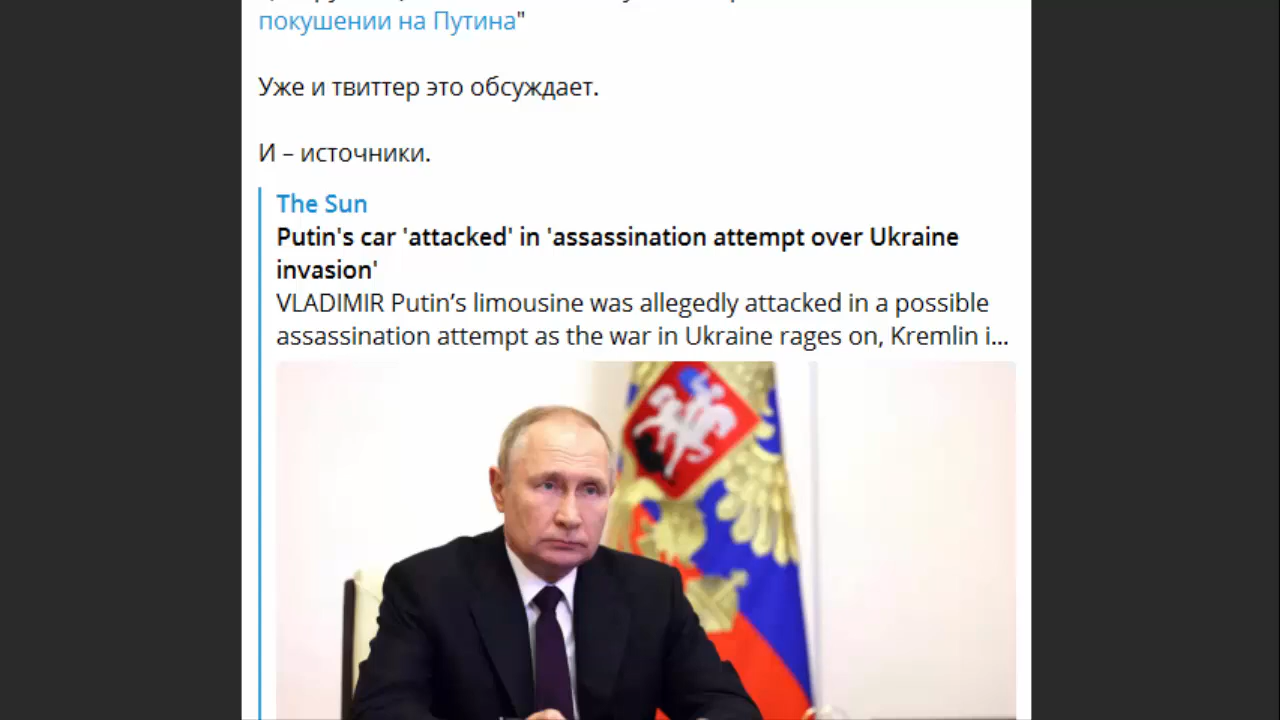 покушении на Путина"
Уже и твиттер это обсуждает.
И – источники.
The Sun
Putin's car 'attacked' in 'assassination attempt over Ukraine
invasion'
VLADIMIR Putin’s limousine was allegedly attacked in a possible
assassination attempt as the war in Ukraine rages on, Kremlin i...